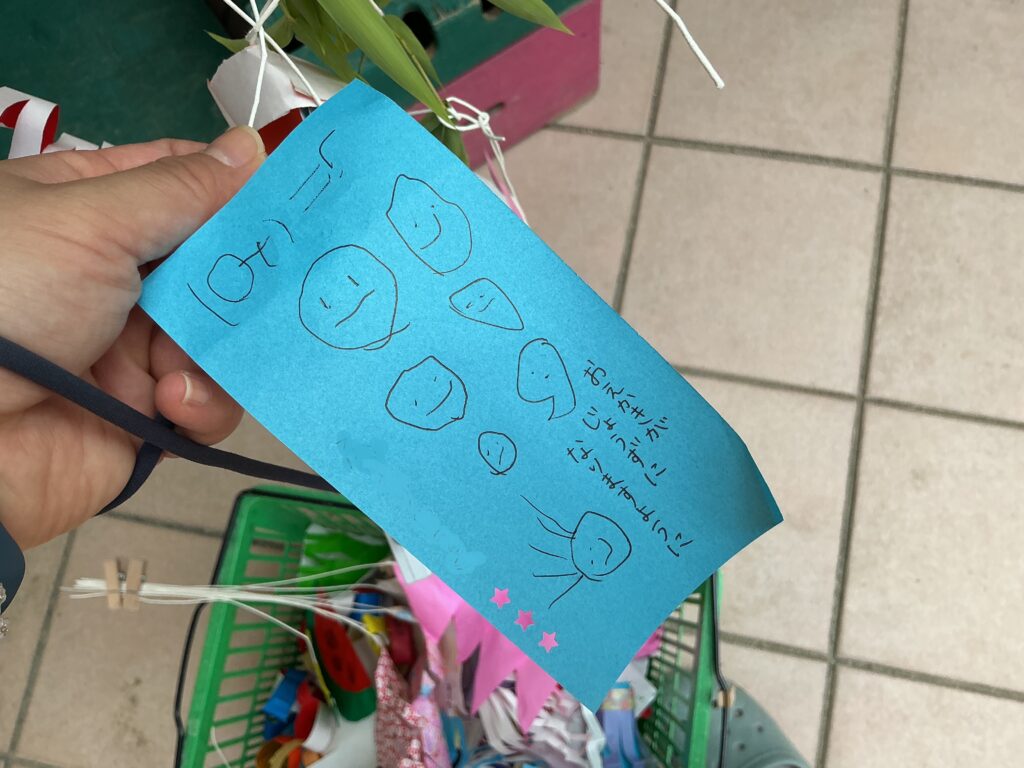 おえかきが
じょうずに
なりますように